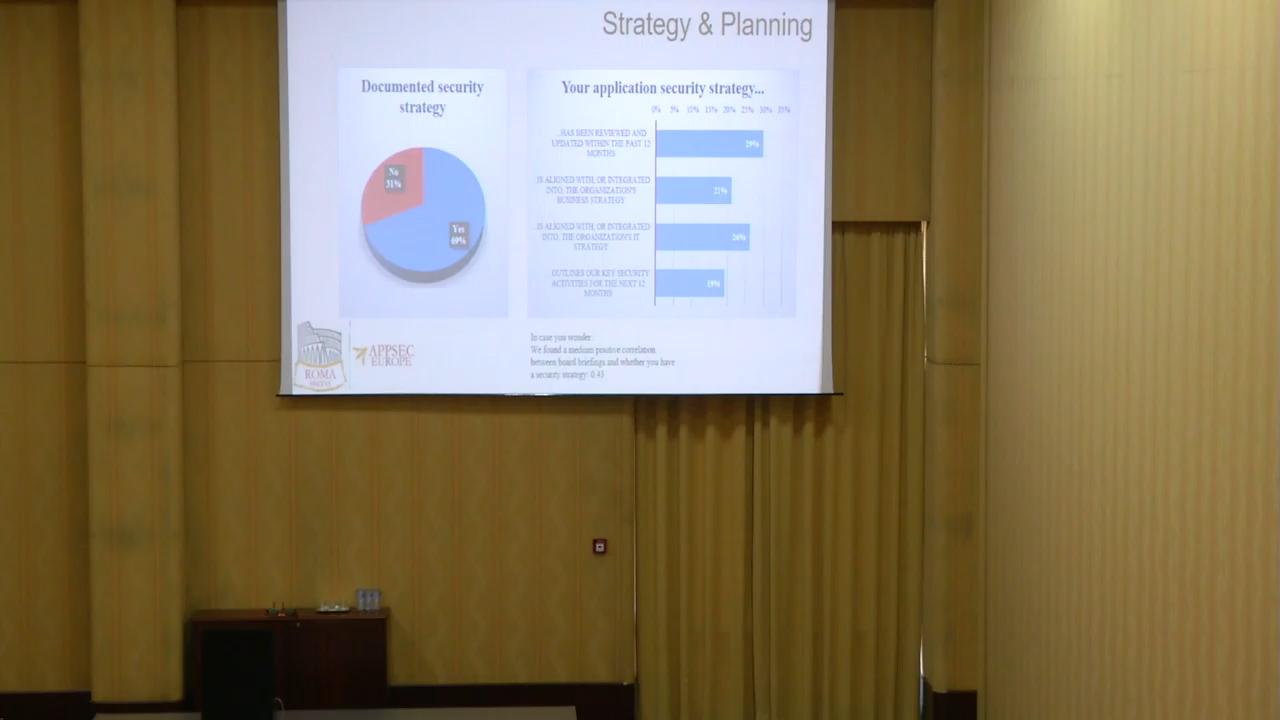 Strategy & Planning
Documented security
strategy
No
31%
Yes
69%
Your application security strategy...
0% 5% 10% 15% 20% 25% 30% 35%
...HAS BEEN REVIEWED AND
UPDATED WITHIN THE PAST 12
MONTHS
29%
...IS ALIGNED WITH, OR INTEGRATED
INTO, THE ORGANIZATION'S
BUSINESS STRATEGY
21%
...IS ALIGNED WITH, OR INTEGRATED
INTO, THE ORGANIZATION'S IT
STRATEGY
26%
OUTLINES OUR KEY SECURITY
ACTIVITIES FOR THE NEXT 12
MONTHS
19%
In case you wonder:
We found a medium positive correlation
between board briefings and whether you have
a security strategy: 0.43
ROMA
APPSEC
EUROPE